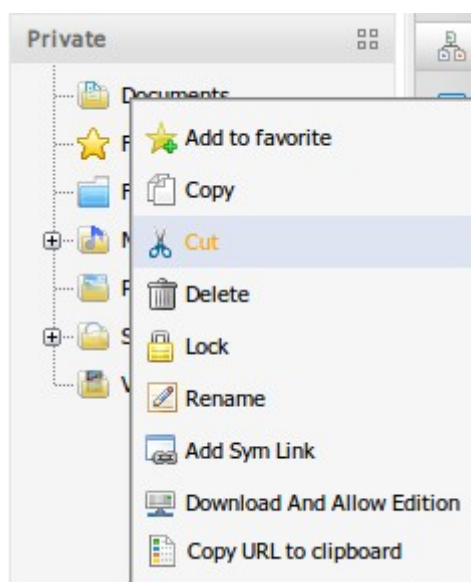 Private
Documents
F
Add to favorite
F
Copy
N
Cut
P
Delete
S
Lock
V
Rename
Add Sym Link
Download And Allow Edition
Copy URL to clipboard